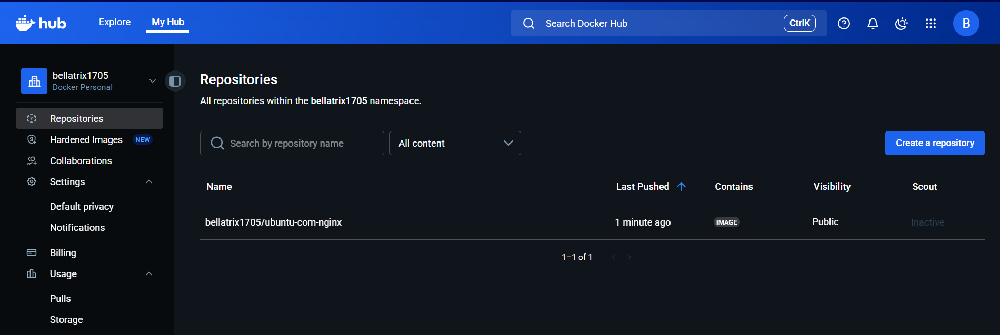 hub
Explore
My Hub
Search Docker Hub
CtrlK
B
bellatrix1705
Docker Personal
Repositories
Hardened Images NEW
Collaborations
Settings
Default privacy
Notifications
Billing
Usage
Pulls
Storage
Repositories
All repositories within the bellatrix1705 namespace.
Search by repository name
All content
Create a repository
Name Last Pushed Contains Visibility Scout
bellatrix1705/ubuntu-com-nginx 1 minute ago IMAGE Public Inactive
1–1 of 1